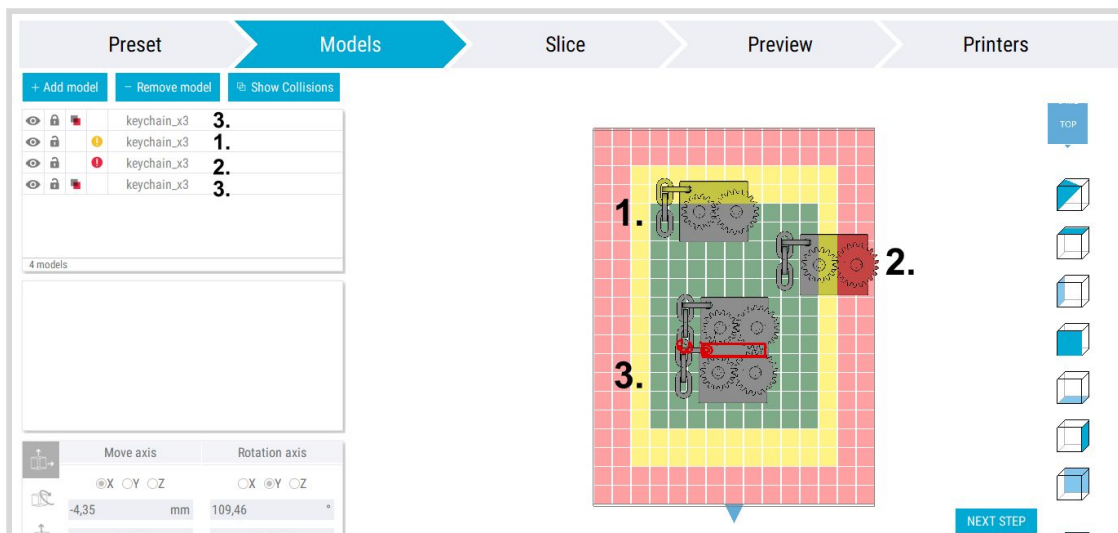 Preset Models Slice Preview Printers
+ Add model − Remove model Show Collisions
keychain_x3 3.
keychain_x3 1.
keychain_x3 2.
keychain_x3 3.
4 models
Move axis Rotation axis
X Y Z X Y Z
-4,35 mm 109,46 °
1.
2.
3.
TOP
NEXT STEP